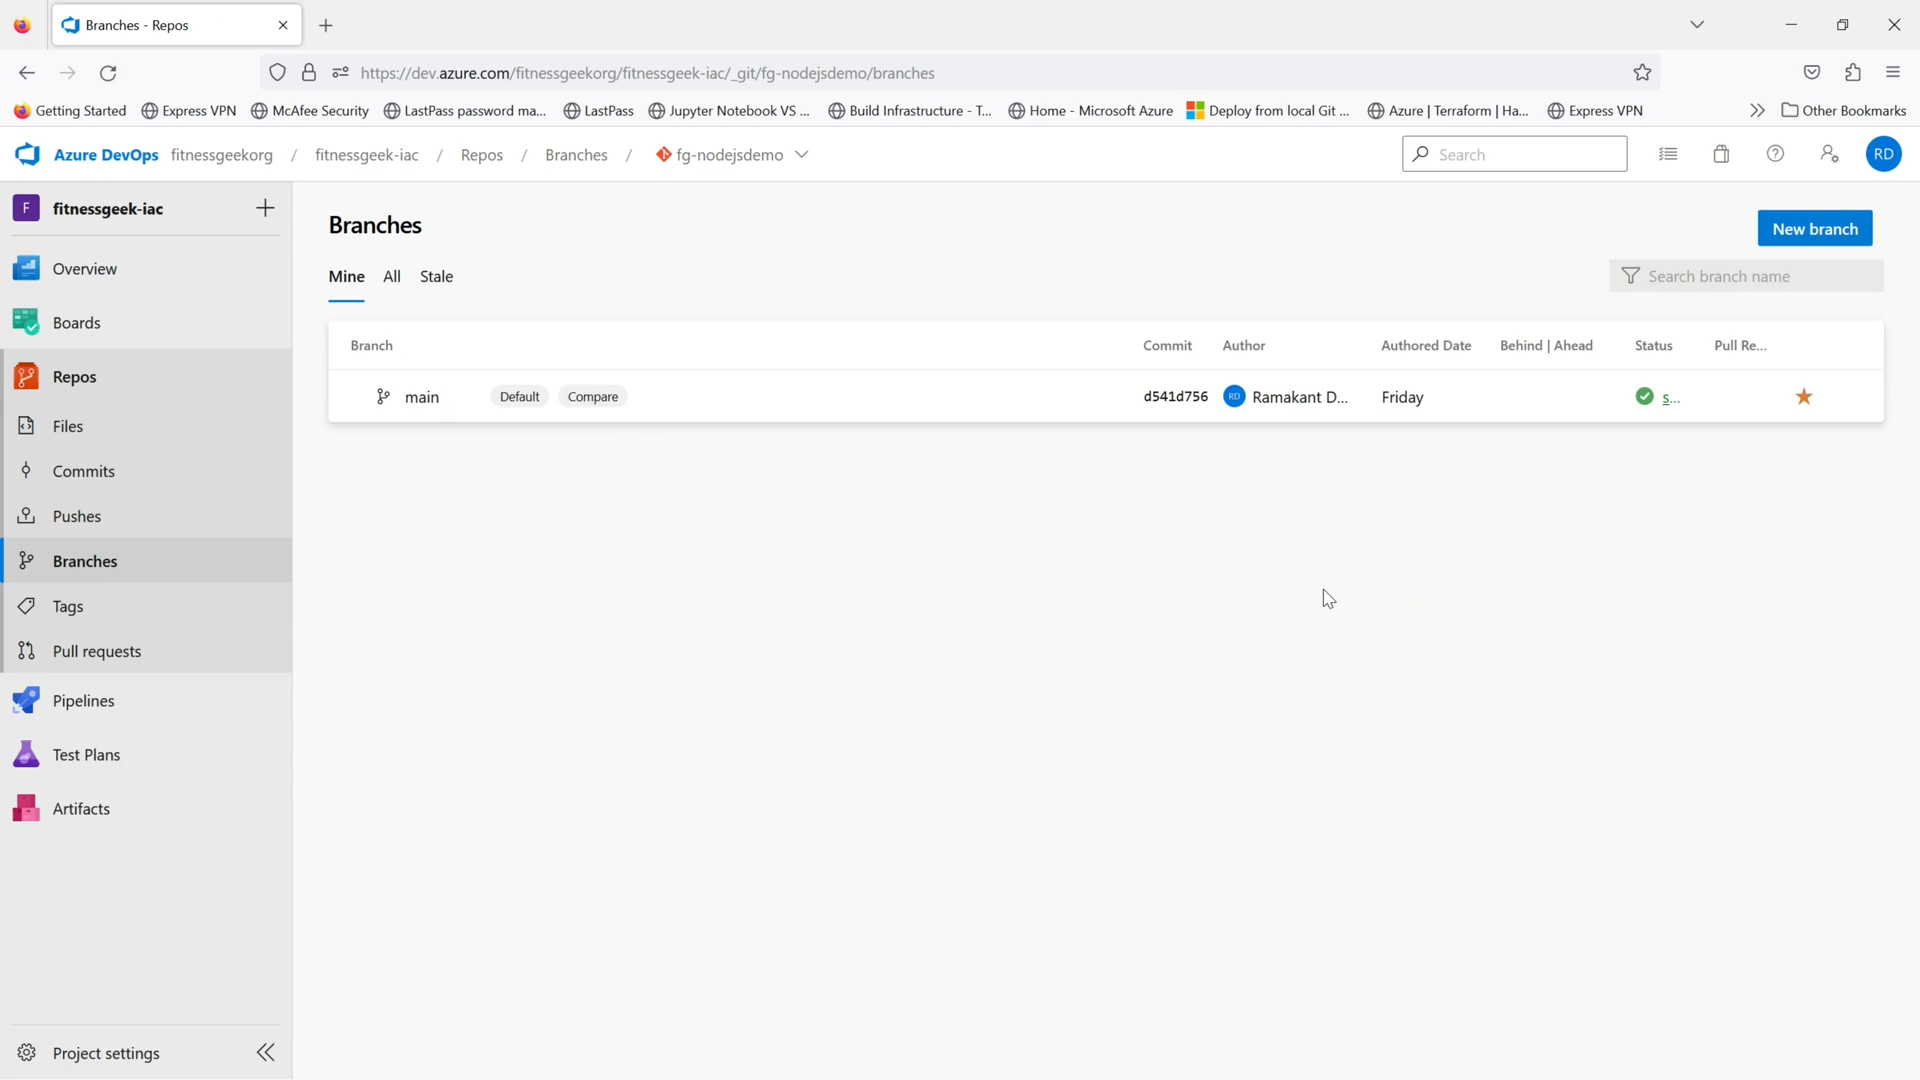 Branches - Repos
https://dev.azure.com/fitnessgeekorg/fitnessgeek-iac/_git/fg-nodejsdemo/branches
Getting Started Express VPN McAfee Security LastPass password ma... LastPass Jupyter Notebook VS ... Build Infrastructure - T... Home - Microsoft Azure Deploy from local Git ... Azure | Terraform | Ha... Express VPN Other Bookmarks
Azure DevOps fitnessgeekorg / fitnessgeek-iac / Repos / Branches / fg-nodejsdemo Search RD
F fitnessgeek-iac
Branches
New branch
Overview
Mine All Stale
Search branch name
Boards
Branch Commit Author Authored Date Behind | Ahead Status Pull Re...
Repos
main Default Compare d541d756 RD Ramakant D... Friday s...
Files
Commits
Pushes
Branches
Tags
Pull requests
Pipelines
Test Plans
Artifacts
Project settings